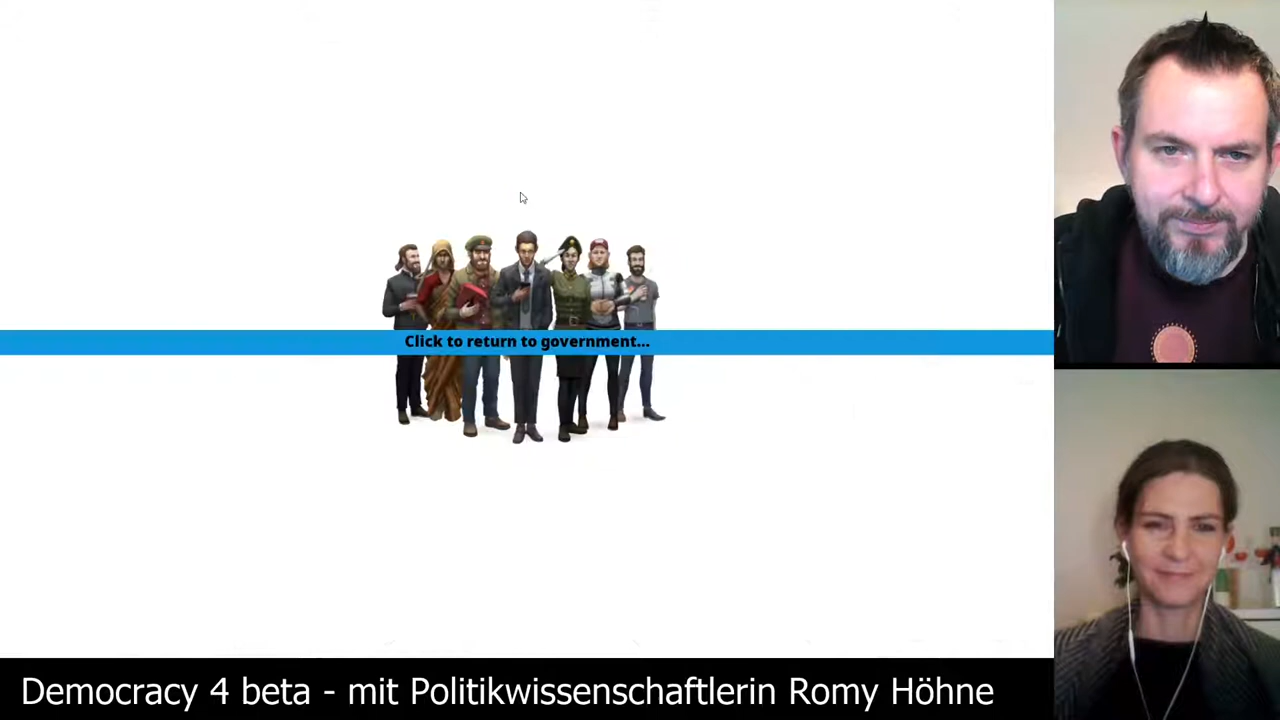 Click to return to government...
Democracy 4 beta - mit Politikwissenschaftlerin Romy Höhne